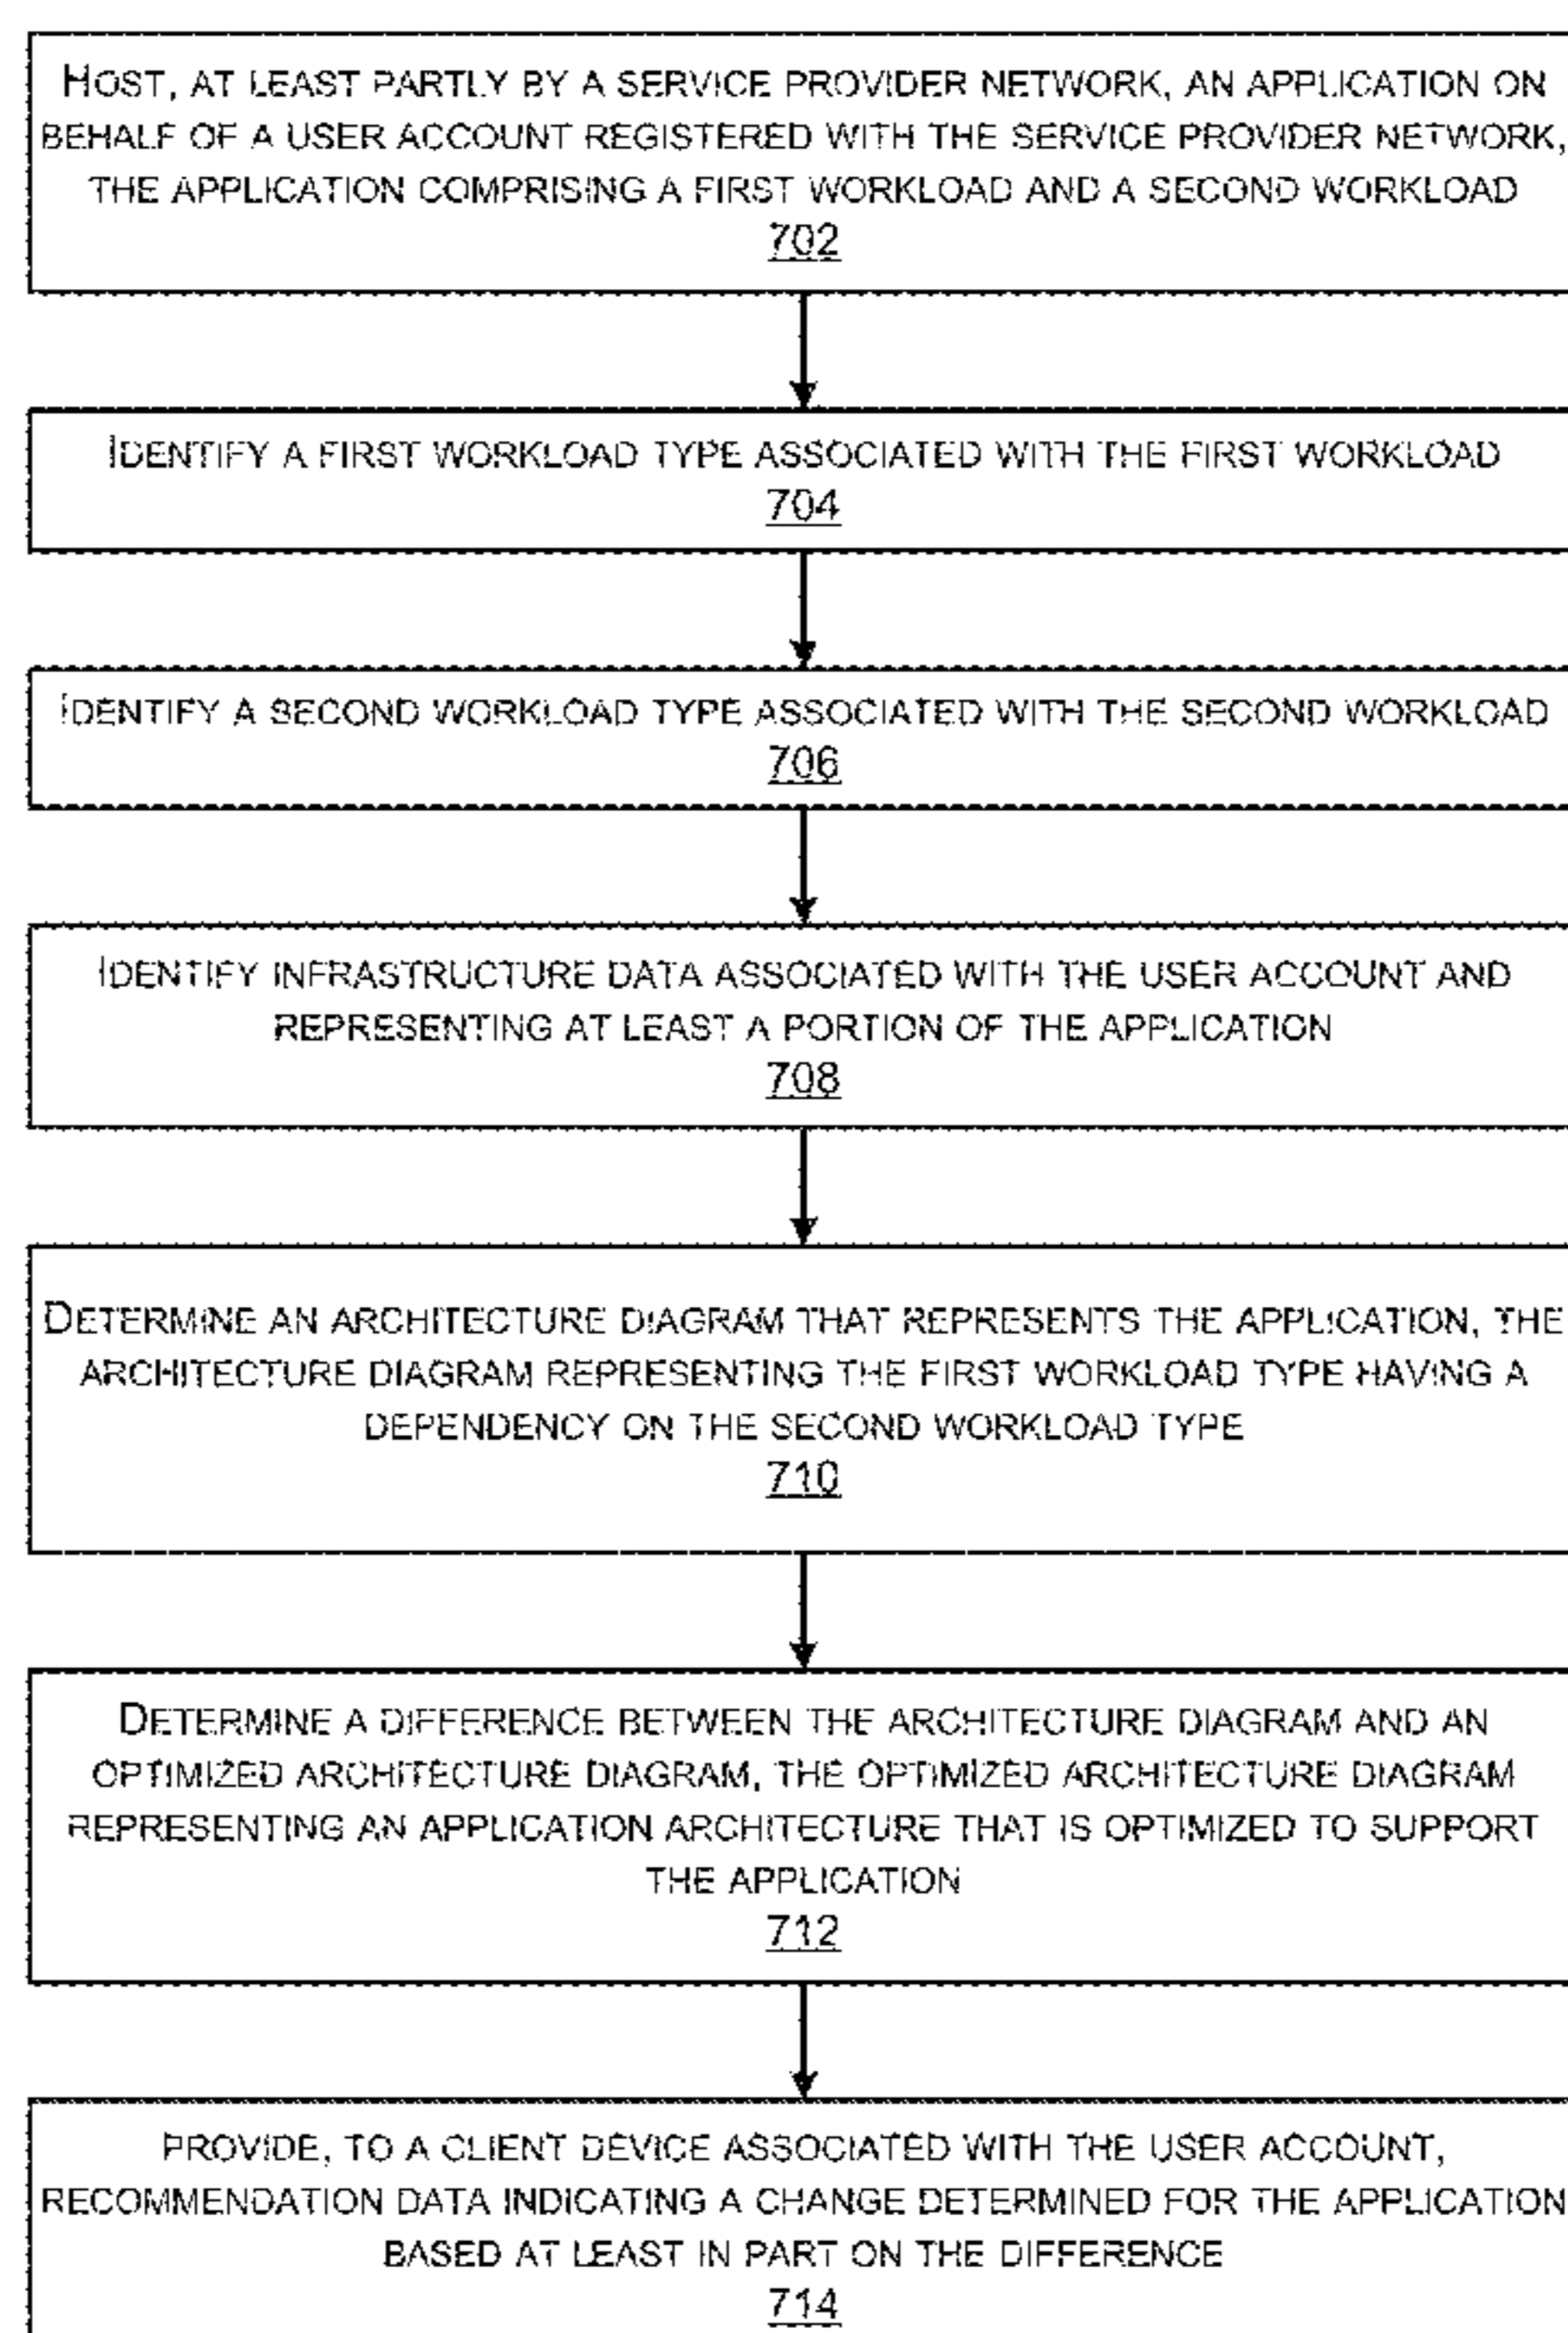 HOST, AT LEAST PARTLY BY A SERVICE PROVIDER NETWORK, AN APPLICATION ON
BEHALF OF A USER ACCOUNT REGISTERED WITH THE SERVICE PROVIDER NETWORK,
THE APPLICATION COMPRISING A FIRST WORKLOAD AND A SECOND WORKLOAD
702
IDENTIFY A FIRST WORKLOAD TYPE ASSOCIATED WITH THE FIRST WORKLOAD
704
IDENTIFY A SECOND WORKLOAD TYPE ASSOCIATED WITH THE SECOND WORKLOAD
706
IDENTIFY INFRASTRUCTURE DATA ASSOCIATED WITH THE USER ACCOUNT AND
REPRESENTING AT LEAST A PORTION OF THE APPLICATION
708
DETERMINE AN ARCHITECTURE DIAGRAM THAT REPRESENTS THE APPLICATION, THE
ARCHITECTURE DIAGRAM REPRESENTING THE FIRST WORKLOAD TYPE HAVING A
DEPENDENCY ON THE SECOND WORKLOAD TYPE
710
DETERMINE A DIFFERENCE BETWEEN THE ARCHITECTURE DIAGRAM AND AN
OPTIMIZED ARCHITECTURE DIAGRAM, THE OPTIMIZED ARCHITECTURE DIAGRAM
REPRESENTING AN APPLICATION ARCHITECTURE THAT IS OPTIMIZED TO SUPPORT
THE APPLICATION
712
PROVIDE, TO A CLIENT DEVICE ASSOCIATED WITH THE USER ACCOUNT,
RECOMMENDATION DATA INDICATING A CHANGE DETERMINED FOR THE APPLICATION
BASED AT LEAST IN PART ON THE DIFFERENCE
714